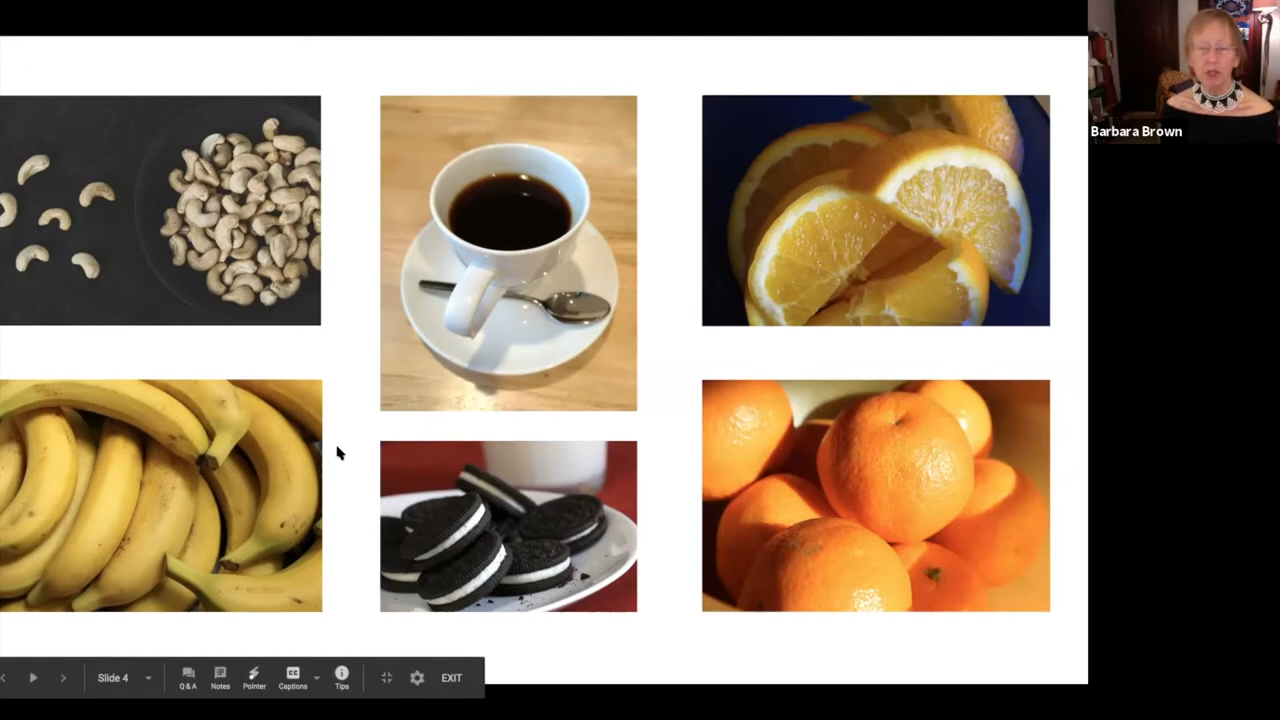 Barbara Brown
Slide 4
Q & A
Notes
Pointer
Captions
Tips
EXIT